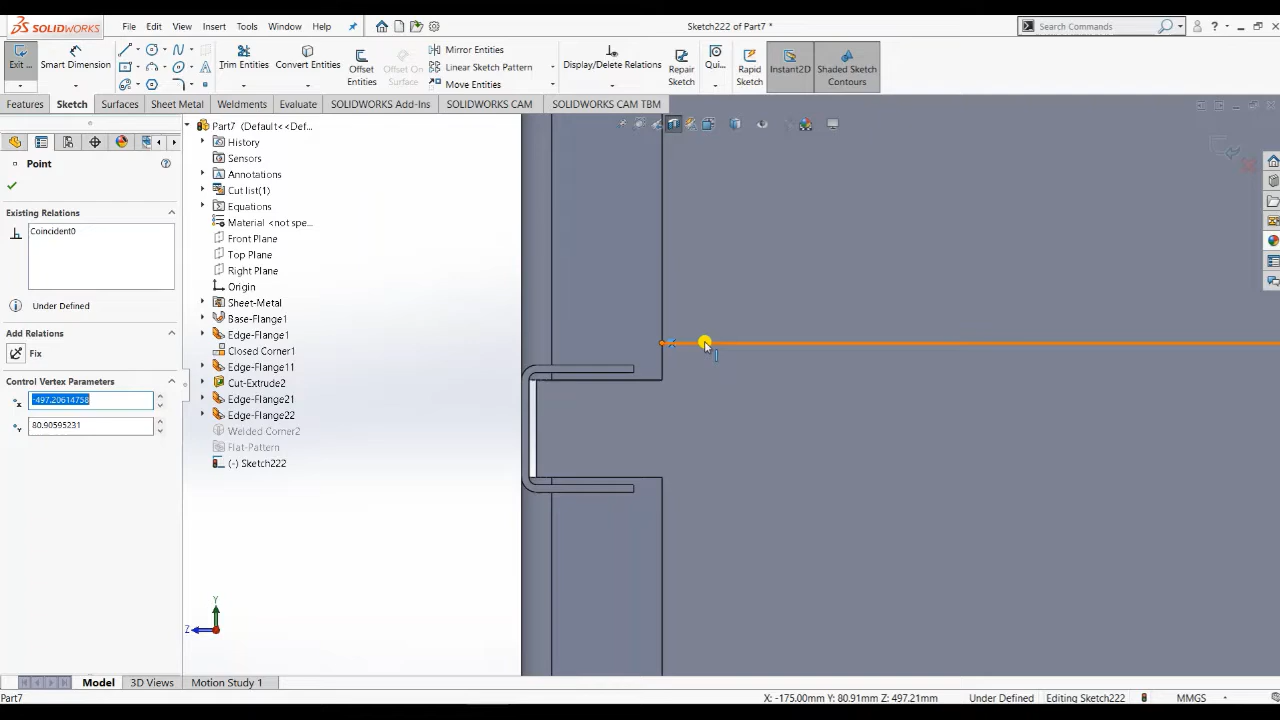 SOLIDWORKS File Edit View Insert Tools Window Help Sketch222 of Part7 * Search Commands ?
Exit ... Smart Dimension Trim Entities Convert Entities Offset Entities Offset On Surface Mirror Entities Linear Sketch Pattern Move Entities Display/Delete Relations Repair Sketch Qui... Rapid Sketch Instant2D Shaded Sketch Contours
Features Sketch Surfaces Sheet Metal Weldments Evaluate SOLIDWORKS Add-Ins SOLIDWORKS CAM SOLIDWORKS CAM TBM
Point
Existing Relations
Coincident0
Under Defined
Add Relations
Fix
Control Vertex Parameters
-497.20614758
80.90595231
Part7 (Default<<Def...
History
Sensors
Annotations
Cut list(1)
Equations
Material <not spe...
Front Plane
Top Plane
Right Plane
Origin
Sheet-Metal
Base-Flange1
Edge-Flange1
Closed Corner1
Edge-Flange11
Cut-Extrude2
Edge-Flange21
Edge-Flange22
Welded Corner2
Flat-Pattern
(-) Sketch222
Y
Z
Model 3D Views Motion Study 1
Part7 X: -175.00mm Y: 80.91mm Z: 497.21mm Under Defined Editing Sketch222 MMGS